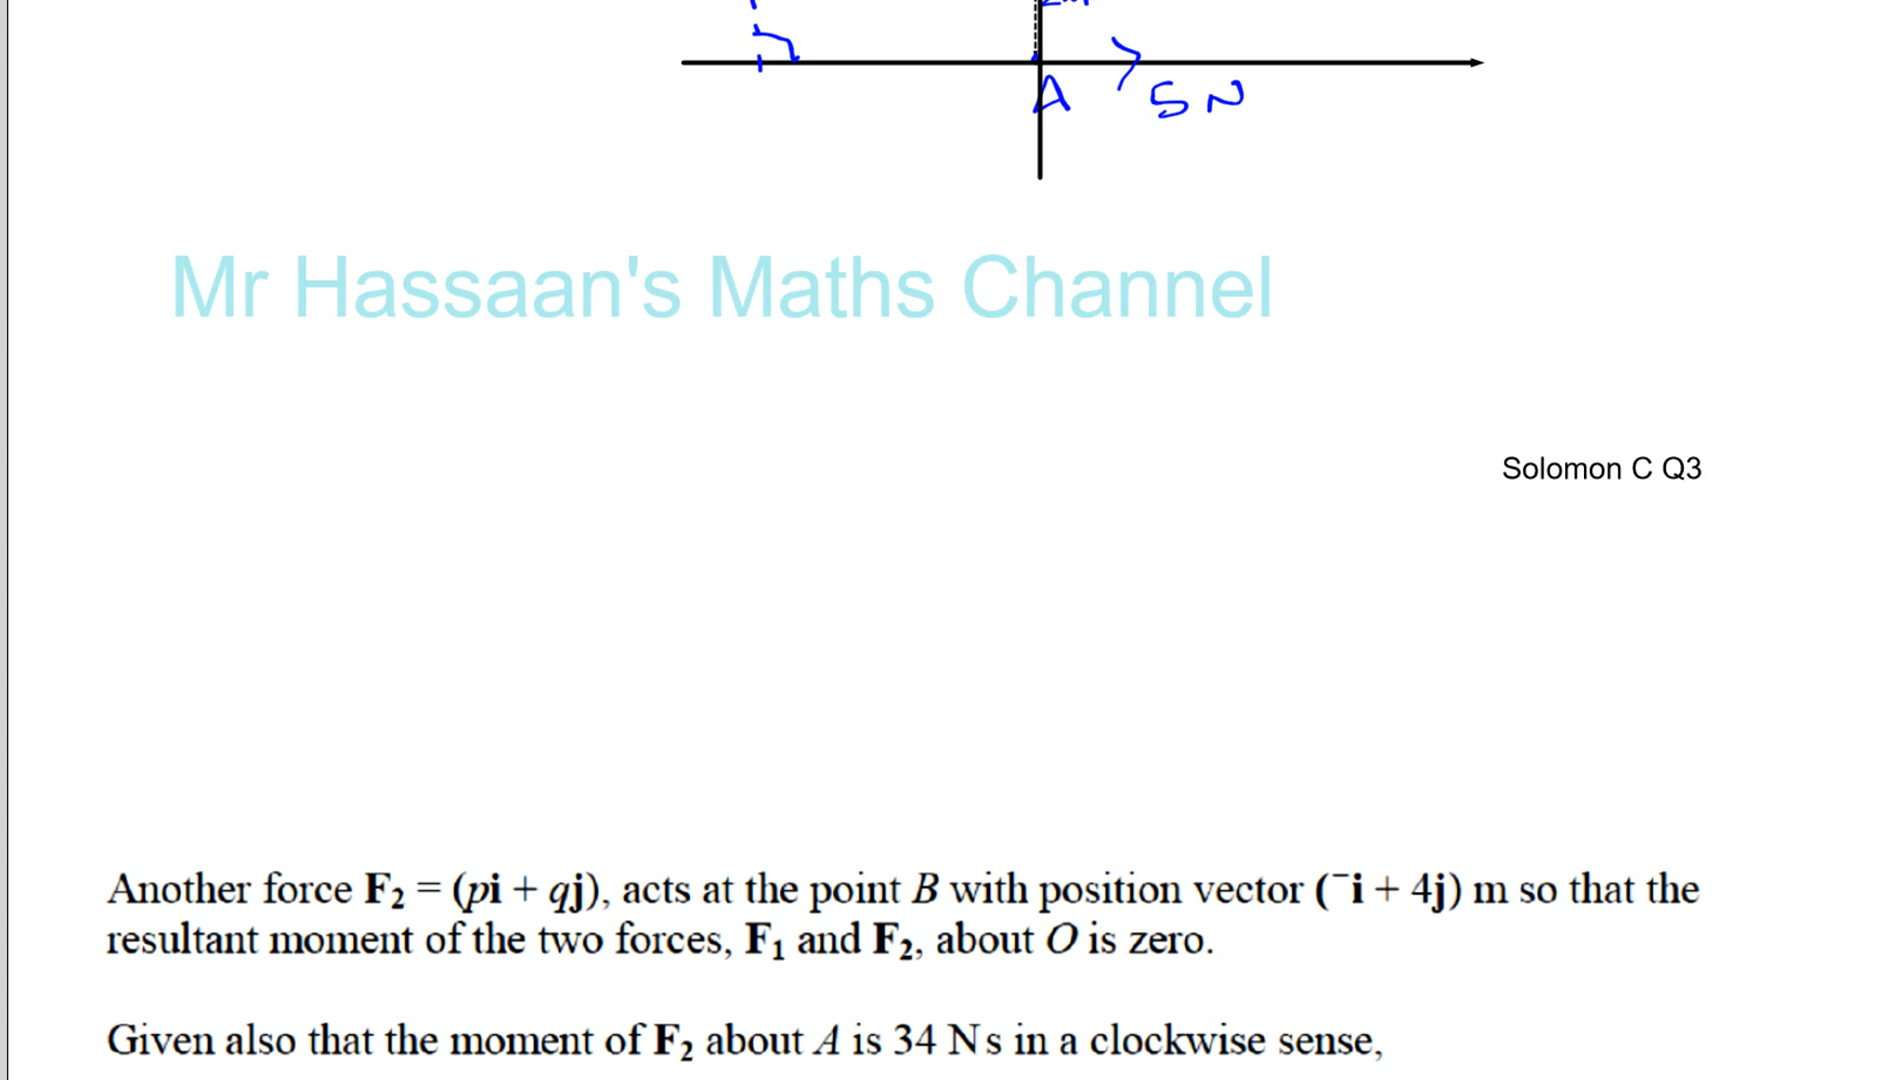 A
5 N
Mr Hassaan's Maths Channel
Solomon C Q3
Another force F₂ = (pi + qj), acts at the point B with position vector (⁻i + 4j) m so that the
resultant moment of the two forces, F₁ and F₂, about O is zero.
Given also that the moment of F₂ about A is 34 N s in a clockwise sense,